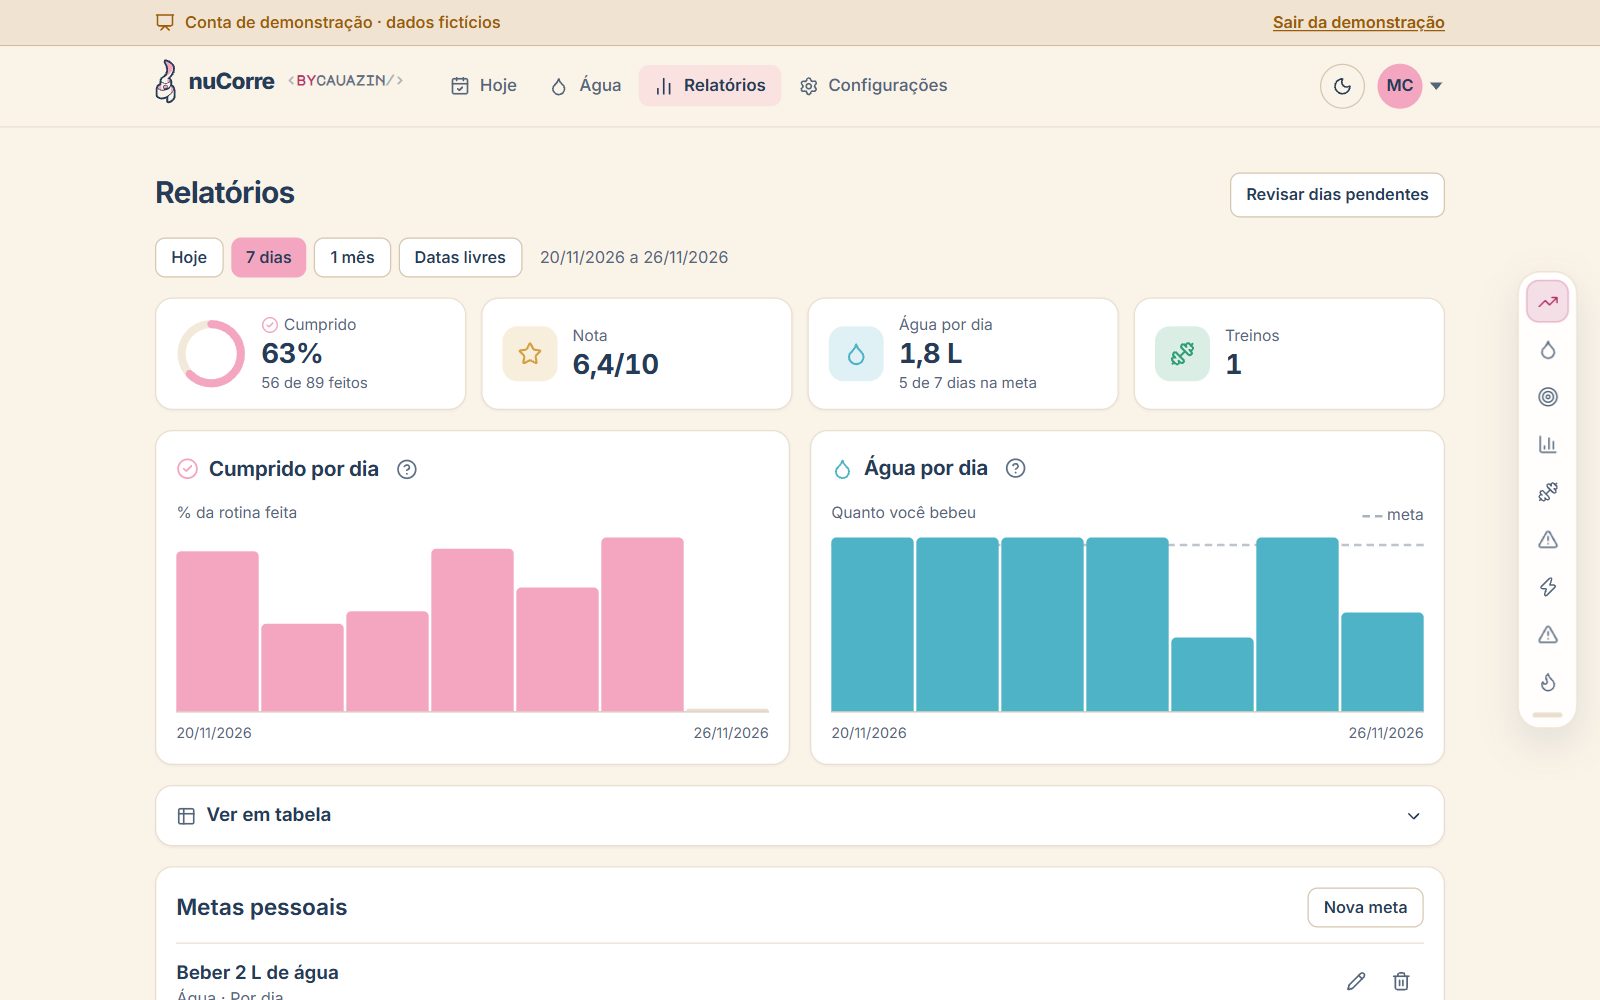 Conta de demonstração · dados fictícios
Sair da demonstração
nuCorre <BYCAUAZIN/>
Hoje
Água
Relatórios
Configurações
MC
Relatórios
Revisar dias pendentes
Hoje
7 dias
1 mês
Datas livres
20/11/2026 a 26/11/2026
Cumprido
63%
56 de 89 feitos
Nota
6,4/10
Água por dia
1,8 L
5 de 7 dias na meta
Treinos
1
Cumprido por dia
% da rotina feita
20/11/2026
26/11/2026
Água por dia
Quanto você bebeu
meta
20/11/2026
26/11/2026
Ver em tabela
Metas pessoais
Nova meta
Beber 2 L de água
Água · Por dia